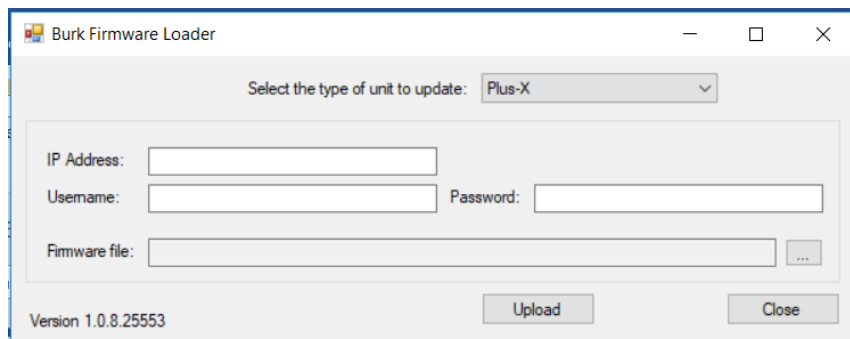 Burk Firmware Loader
Select the type of unit to update: Plus-X
IP Address:
Username: Password:
Firmware file: ...
Upload Close
Version 1.0.8.25553